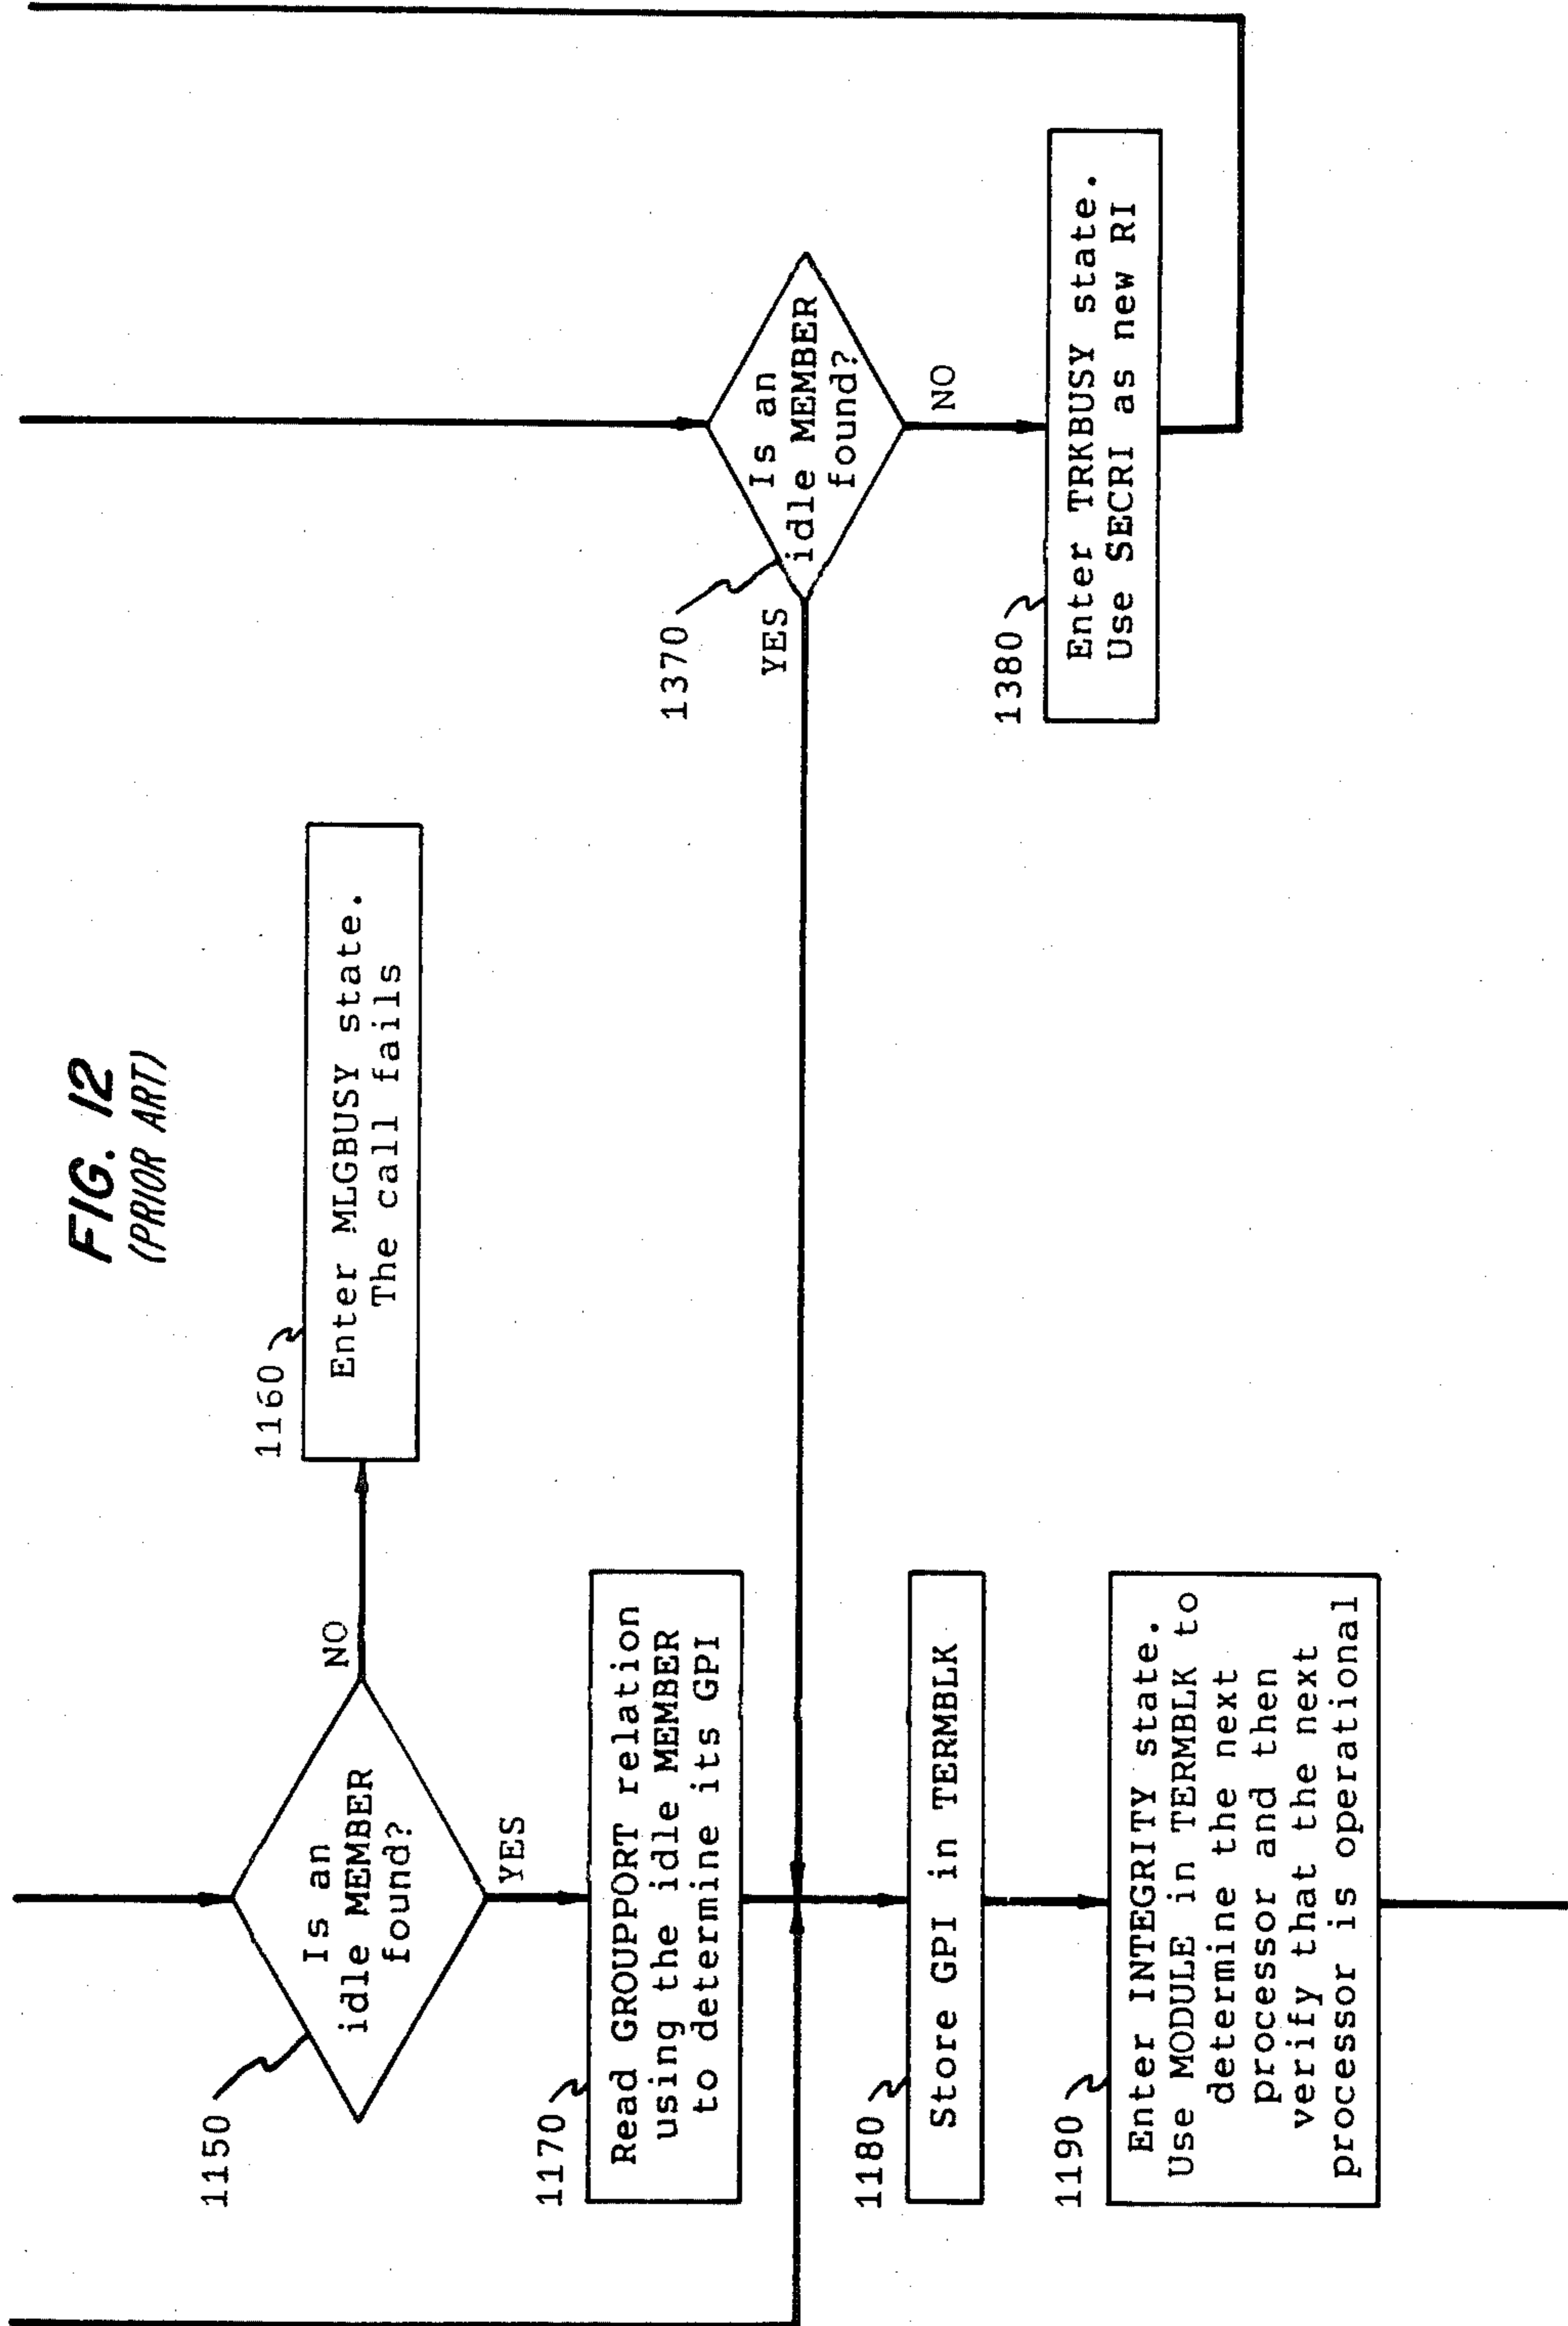 FIG. 12
(PRIOR ART)
1150
Is an
idle MEMBER
found?
NO
YES
1160
Enter MLGBUSY state.
The call fails
1170
Read GROUPPORT relation
using the idle MEMBER
to determine its GPI
1180
Store GPI in TERMBLK
1190
Enter INTEGRITY state.
Use MODULE in TERMBLK to
determine the next
processor and then
verify that the next
processor is operational
1370
Is an
idle MEMBER
found?
YES
NO
1380
Enter TRKBUSY state.
Use SECRI as new RI